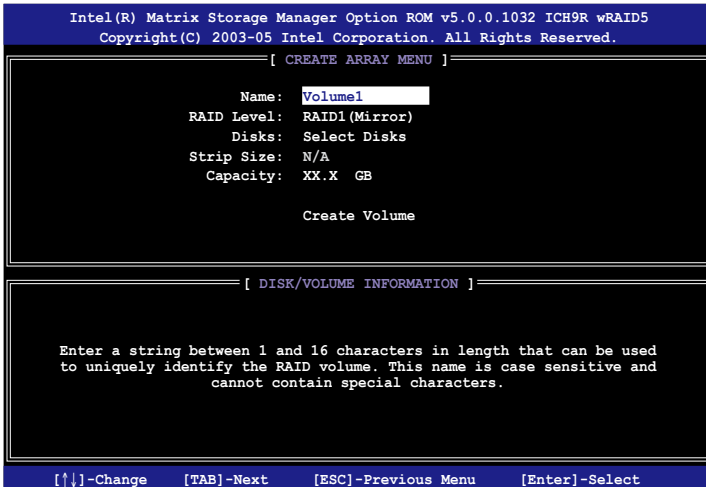 Intel(R) Matrix Storage Manager Option ROM v5.0.0.1032 ICH9R wRAID5
Copyright(C) 2003-05 Intel Corporation. All Rights Reserved.
[ CREATE ARRAY MENU ]
Name: Volume1
RAID Level: RAID1(Mirror)
Disks: Select Disks
Strip Size: N/A
Capacity: XX.X GB
Create Volume
[ DISK/VOLUME INFORMATION ]
Enter a string between 1 and 16 characters in length that can be used
to uniquely identify the RAID volume. This name is case sensitive and
cannot contain special characters.
[↑↓]-Change [TAB]-Next [ESC]-Previous Menu [Enter]-Select